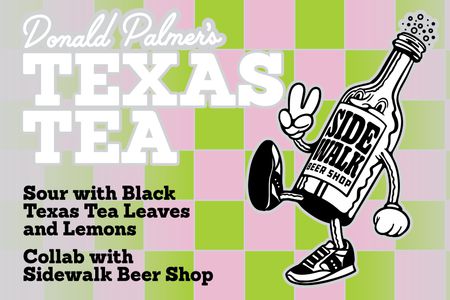 Donald Palmer's
TEXAS
TEA
Sour with Black
Texas Tea Leaves
and Lemons
Collab with
Sidewalk Beer Shop
SIDE
WALK
BEER SHOP